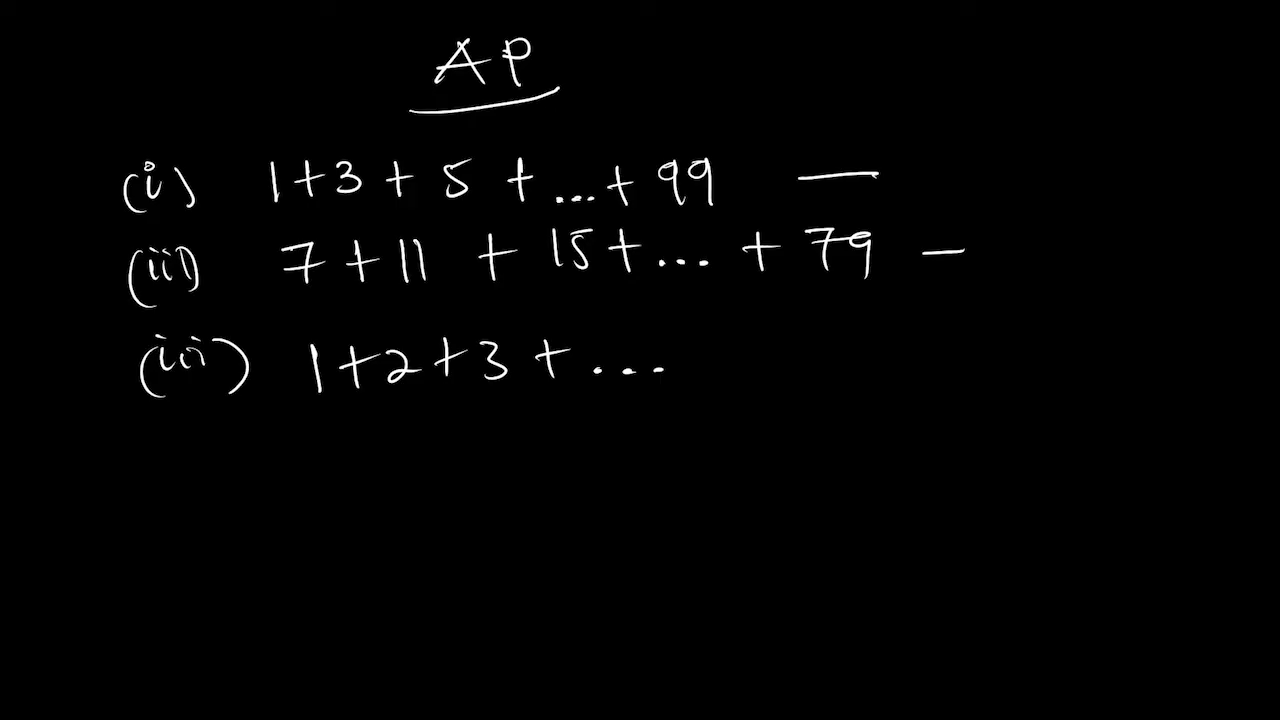 AP
(i) 1+3+5+...+99 —
(ii) 7+11+15+...+79 —
(iii) 1+2+3+...